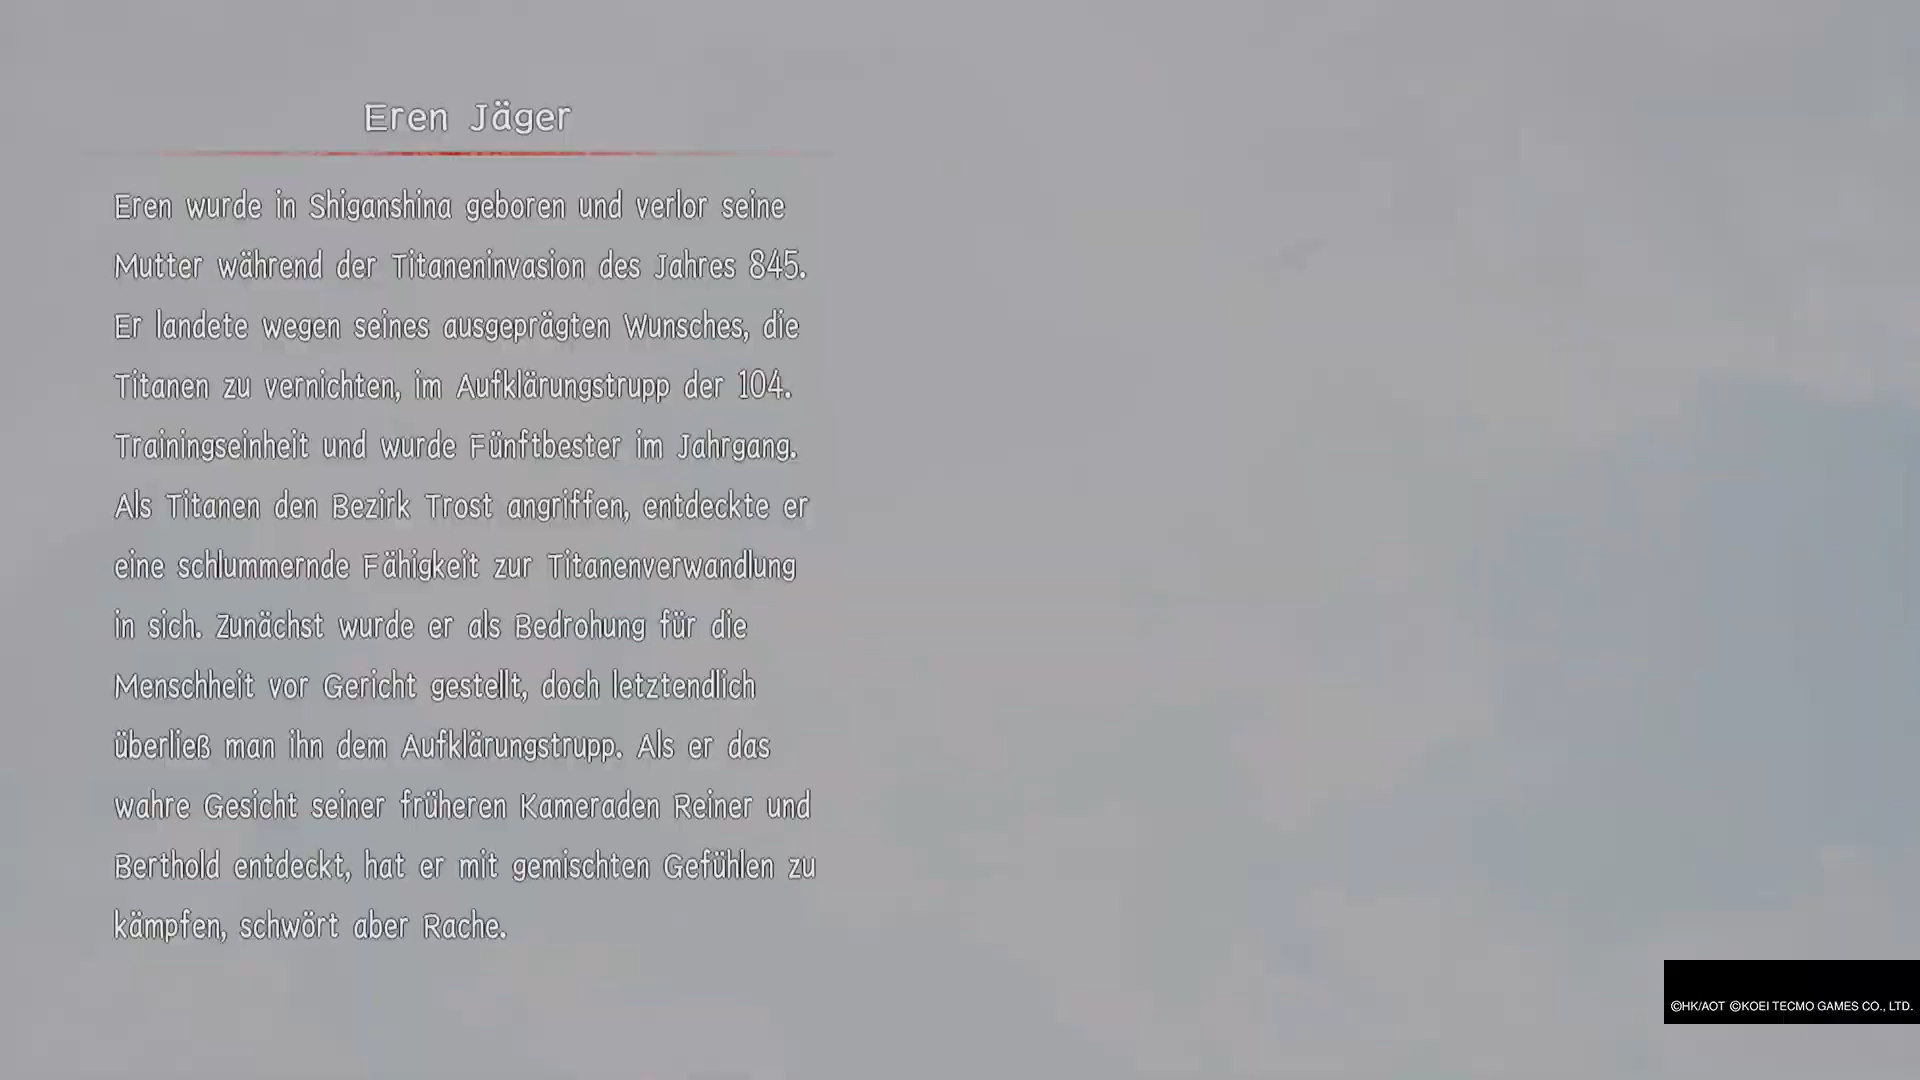 Eren Jäger
Eren wurde in Shiganshina geboren und verlor seine
Mutter während der Titaneninvasion des Jahres 845.
Er landete wegen seines ausgeprägten Wunsches, die
Titanen zu vernichten, im Aufklärungstrupp der 104.
Trainingseinheit und wurde Fünftbester im Jahrgang.
Als Titanen den Bezirk Trost angriffen, entdeckte er
eine schlummernde Fähigkeit zur Titanenverwandlung
in sich. Zunächst wurde er als Bedrohung für die
Menschheit vor Gericht gestellt, doch letztendlich
überließ man ihn dem Aufklärungstrupp. Als er das
wahre Gesicht seiner früheren Kameraden Reiner und
Berthold entdeckt, hat er mit gemischten Gefühlen zu
kämpfen, schwört aber Rache.
©HK/AOT ©KOEI TECMO GAMES CO., LTD.